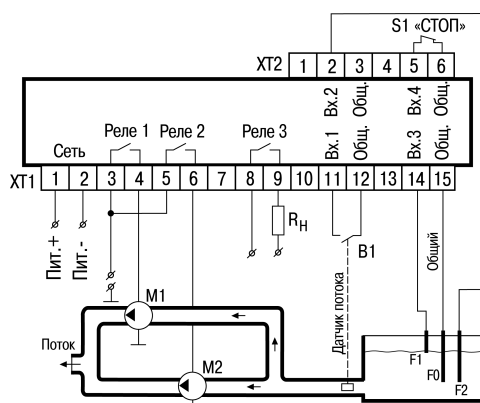 S1 «СТОП»
XT2 1 2 3 4 5 6
Вх.2 Общ. Вх.4 Общ.
Вх.1 Общ. Вх.3 Общ.
Сеть Реле 1 Реле 2 Реле 3
XT1 1 2 3 4 5 6 7 8 9 10 11 12 13 14 15
Пит.+
Пит.-
RН
B1
Общий
Датчик потока
M1
Поток
M2
F1
F0
F2